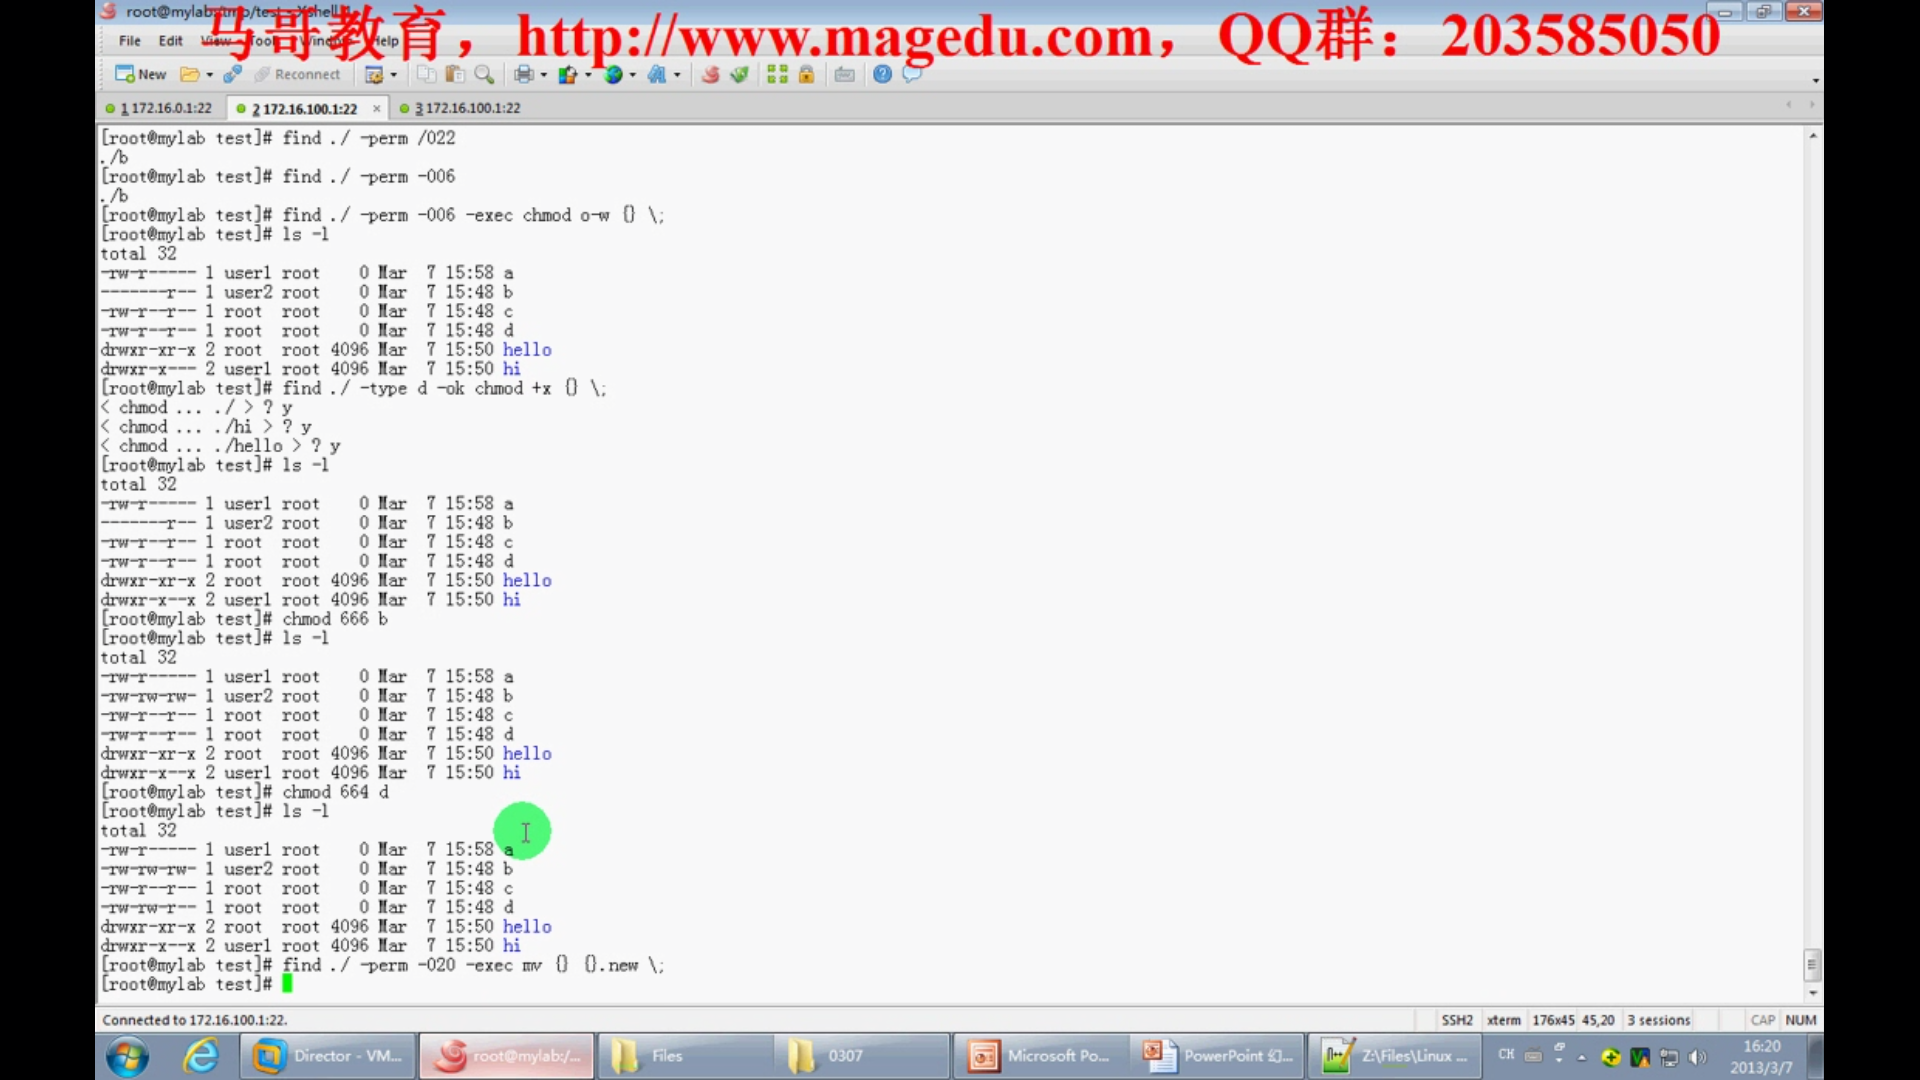 root@mylab:/tmp/test - Xshell
马哥教育，http://www.magedu.com，QQ群：203585050
File Edit View Tools Window Help
New Reconnect
1 172.16.0.1:22 2 172.16.100.1:22 × 3 172.16.100.1:22
[root@mylab test]# find ./ -perm /022
./b
[root@mylab test]# find ./ -perm -006
./b
[root@mylab test]# find ./ -perm -006 -exec chmod o-w {} \;
[root@mylab test]# ls -l
total 32
-rw-r----- 1 user1 root    0 Mar  7 15:58 a
-------r-- 1 user2 root    0 Mar  7 15:48 b
-rw-r--r-- 1 root  root    0 Mar  7 15:48 c
-rw-r--r-- 1 root  root    0 Mar  7 15:48 d
drwxr-xr-x 2 root  root 4096 Mar  7 15:50 hello
drwxr-x--- 2 user1 root 4096 Mar  7 15:50 hi
[root@mylab test]# find ./ -type d -ok chmod +x {} \;
< chmod ... ./ > ? y
< chmod ... ./hi > ? y
< chmod ... ./hello > ? y
[root@mylab test]# ls -l
total 32
-rw-r----- 1 user1 root    0 Mar  7 15:58 a
-------r-- 1 user2 root    0 Mar  7 15:48 b
-rw-r--r-- 1 root  root    0 Mar  7 15:48 c
-rw-r--r-- 1 root  root    0 Mar  7 15:48 d
drwxr-xr-x 2 root  root 4096 Mar  7 15:50 hello
drwxr-x--x 2 user1 root 4096 Mar  7 15:50 hi
[root@mylab test]# chmod 666 b
[root@mylab test]# ls -l
total 32
-rw-r----- 1 user1 root    0 Mar  7 15:58 a
-rw-rw-rw- 1 user2 root    0 Mar  7 15:48 b
-rw-r--r-- 1 root  root    0 Mar  7 15:48 c
-rw-r--r-- 1 root  root    0 Mar  7 15:48 d
drwxr-xr-x 2 root  root 4096 Mar  7 15:50 hello
drwxr-x--x 2 user1 root 4096 Mar  7 15:50 hi
[root@mylab test]# chmod 664 d
[root@mylab test]# ls -l
total 32
-rw-r----- 1 user1 root    0 Mar  7 15:58 a
-rw-rw-rw- 1 user2 root    0 Mar  7 15:48 b
-rw-r--r-- 1 root  root    0 Mar  7 15:48 c
-rw-rw-r-- 1 root  root    0 Mar  7 15:48 d
drwxr-xr-x 2 root  root 4096 Mar  7 15:50 hello
drwxr-x--x 2 user1 root 4096 Mar  7 15:50 hi
[root@mylab test]# find ./ -perm -020 -exec mv {} {}.new \;
[root@mylab test]#
Connected to 172.16.100.1:22. SSH2 xterm 176x45 45,20 3 sessions CAP NUM
Director - VM... root@mylab:/... Files 0307 Microsoft Po... PowerPoint 幻... Z:\Files\Linux ... CH 16:20
2013/3/7